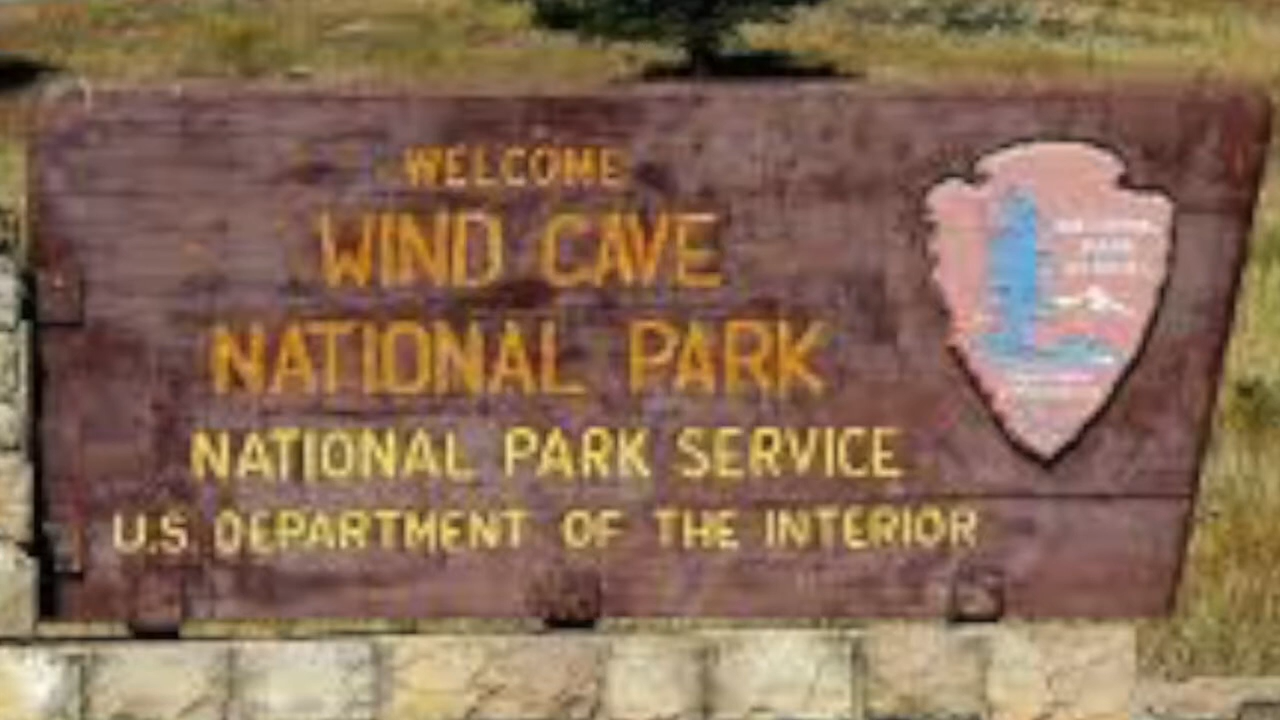 WELCOME
WIND CAVE
NATIONAL PARK
NATIONAL PARK SERVICE
U.S. DEPARTMENT OF THE INTERIOR